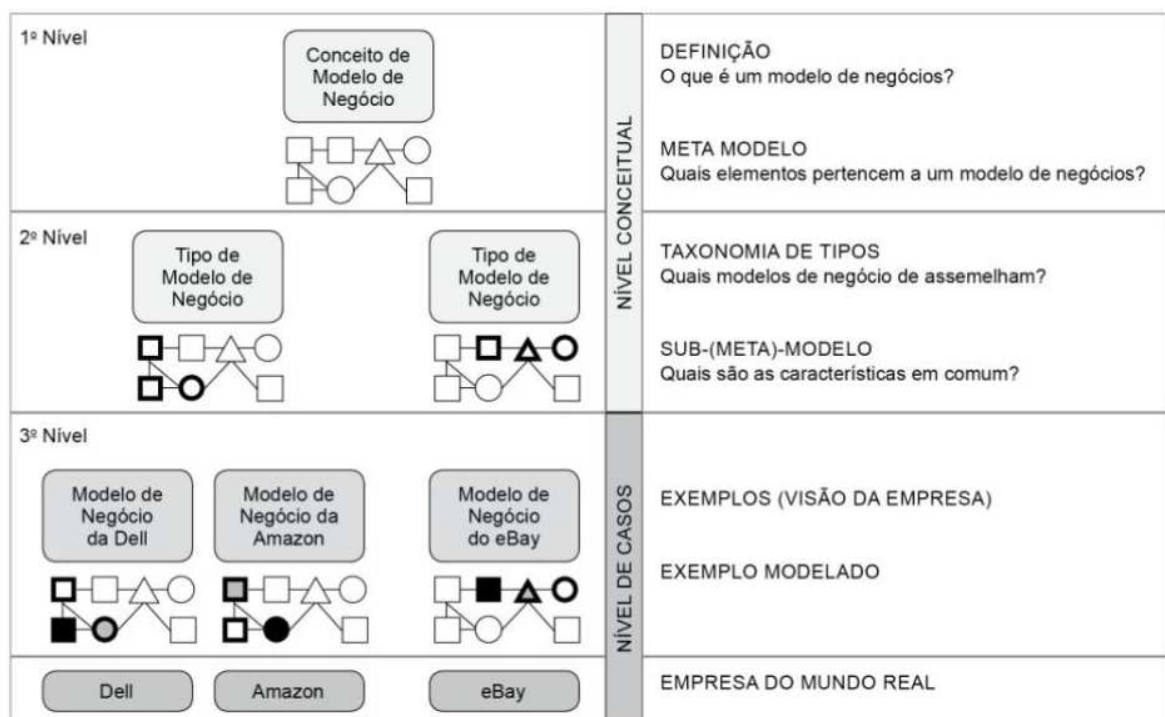 1º Nível
Conceito de
Modelo de
Negócio
DEFINIÇÃO
O que é um modelo de negócios?
META MODELO
Quais elementos pertencem a um modelo de negócios?
NÍVEL CONCEITUAL
2º Nível
Tipo de
Modelo de
Negócio
Tipo de
Modelo de
Negócio
TAXONOMIA DE TIPOS
Quais modelos de negócio de assemelham?
SUB-(META)-MODELO
Quais são as características em comum?
3º Nível
Modelo de
Negócio
da Dell
Modelo de
Negócio da
Amazon
Modelo de
Negócio
do eBay
NÍVEL DE CASOS
EXEMPLOS (VISÃO DA EMPRESA)
EXEMPLO MODELADO
Dell
Amazon
eBay
EMPRESA DO MUNDO REAL